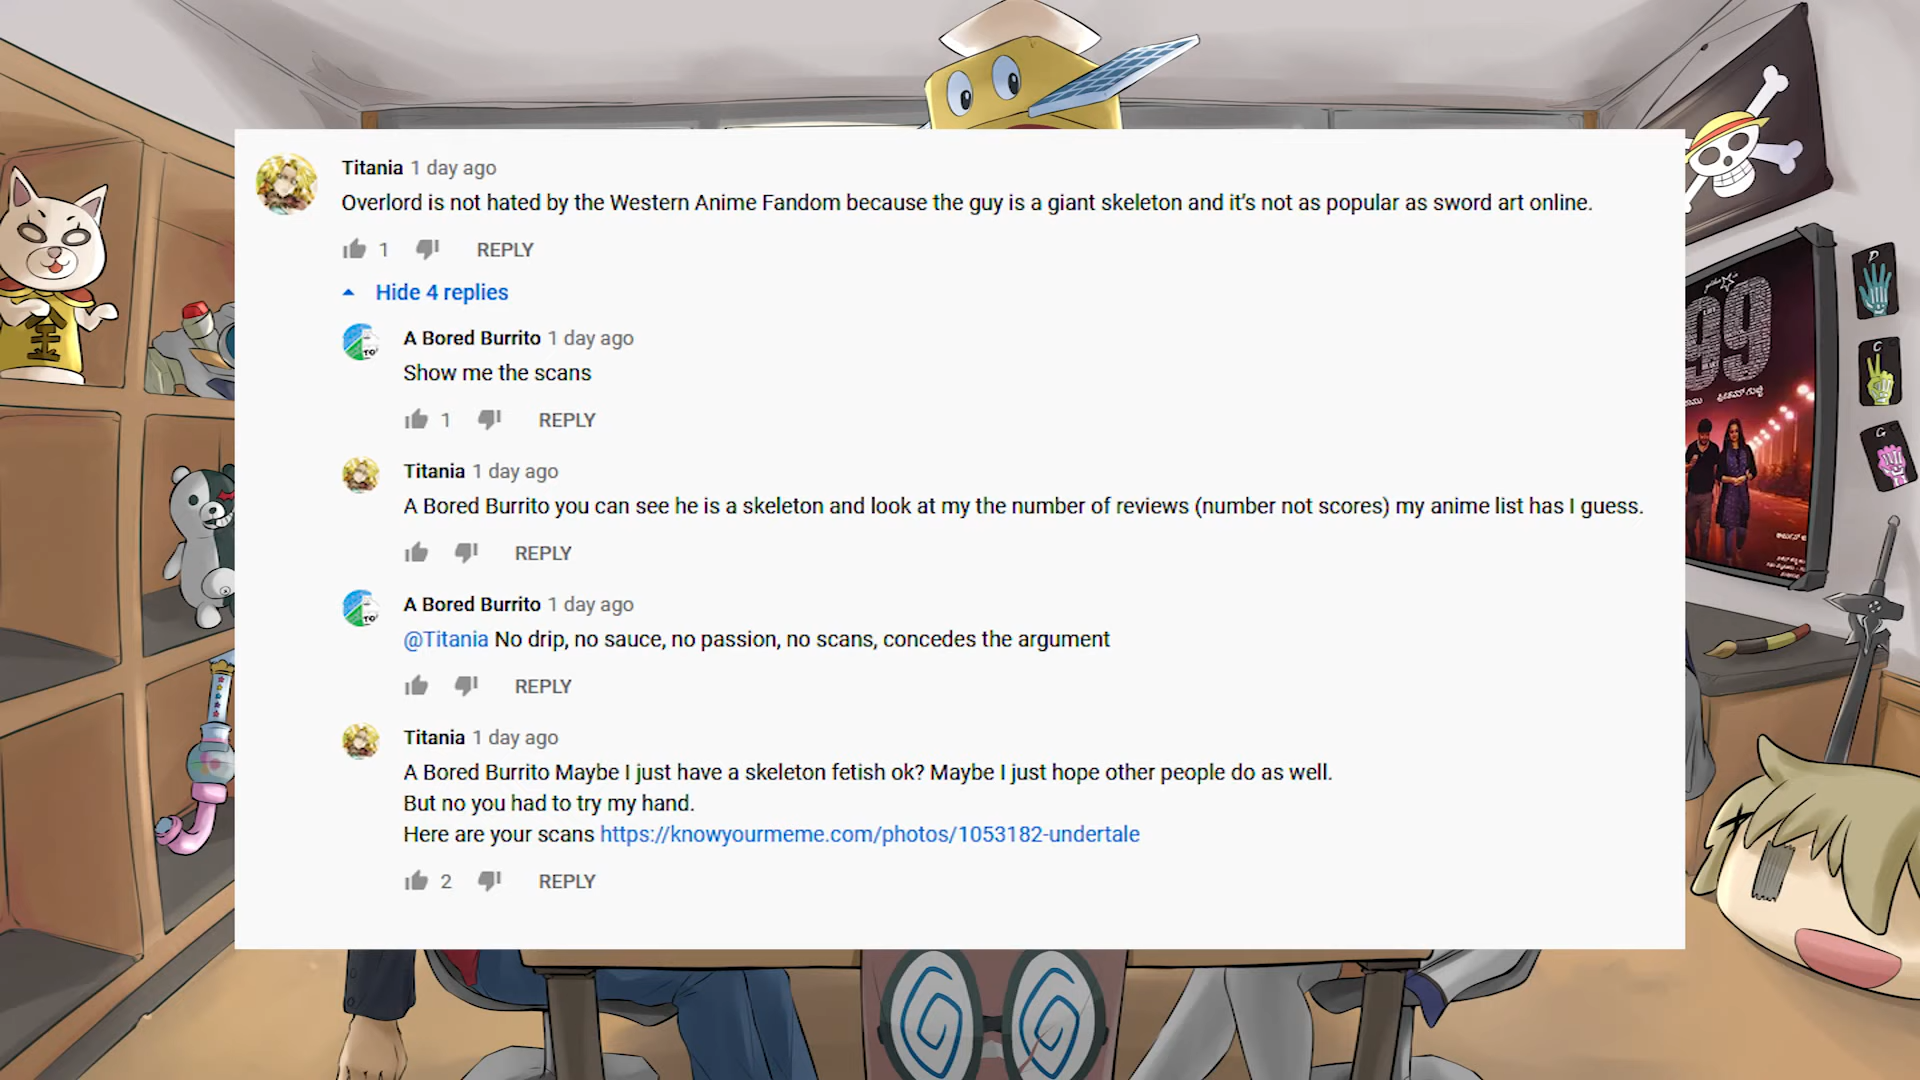 Titania 1 day ago
Overlord is not hated by the Western Anime Fandom because the guy is a giant skeleton and it's not as popular as sword art online.
1 REPLY
Hide 4 replies
A Bored Burrito 1 day ago
Show me the scans
1 REPLY
Titania 1 day ago
A Bored Burrito you can see he is a skeleton and look at my the number of reviews (number not scores) my anime list has I guess.
REPLY
A Bored Burrito 1 day ago
@Titania No drip, no sauce, no passion, no scans, concedes the argument
REPLY
Titania 1 day ago
A Bored Burrito Maybe I just have a skeleton fetish ok? Maybe I just hope other people do as well.
But no you had to try my hand.
Here are your scans https://knowyourmeme.com/photos/1053182-undertale
2 REPLY
99
P
C
G